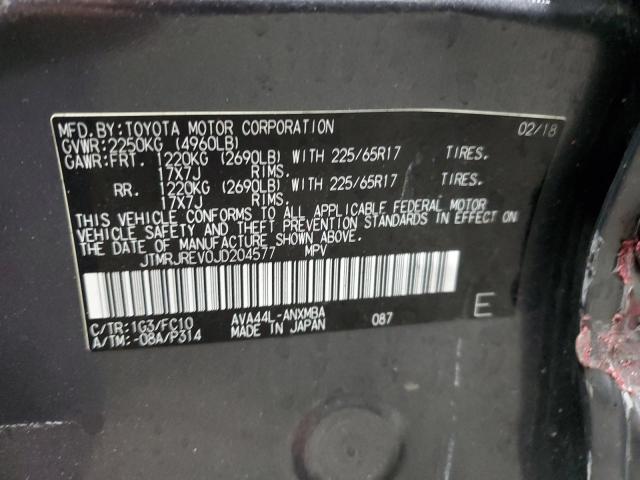 MFD.BY:TOYOTA MOTOR CORPORATION 02/18
GVWR:2250KG (4960LB)
GAWR:FRT. 1220KG (2690LB) WITH 225/65R17 TIRES.
17X7J RIMS.
RR. 1220KG (2690LB) WITH 225/65R17 TIRES.
17X7J RIMS.
THIS VEHICLE CONFORMS TO ALL APPLICABLE FEDERAL MOTOR
VEHICLE SAFETY AND THEFT PREVENTION STANDARDS IN EFFECT ON
THE DATE OF MANUFACTURE SHOWN ABOVE.
JTMRJREV0JD204577 MPV
C/TR:1G3/FC10 AVA44L-ANXMBA 087 E
A/TM:-08A/P314 MADE IN JAPAN